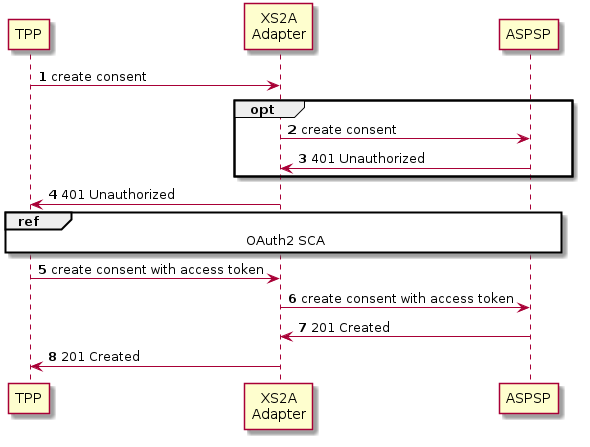 TPP
XS2A
Adapter
ASPSP
1 create consent
opt
2 create consent
3 401 Unauthorized
4 401 Unauthorized
ref
OAuth2 SCA
5 create consent with access token
6 create consent with access token
7 201 Created
8 201 Created
TPP
XS2A
Adapter
ASPSP